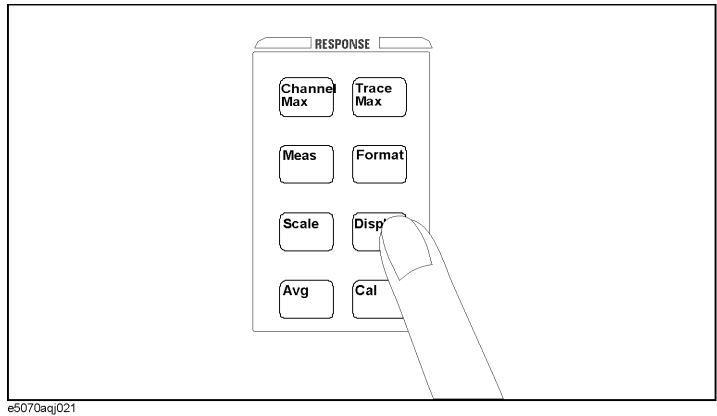 RESPONSE
Channel
Max
Trace
Max
Meas
Format
Scale
Disp
Avg
Cal
e5070aqj021